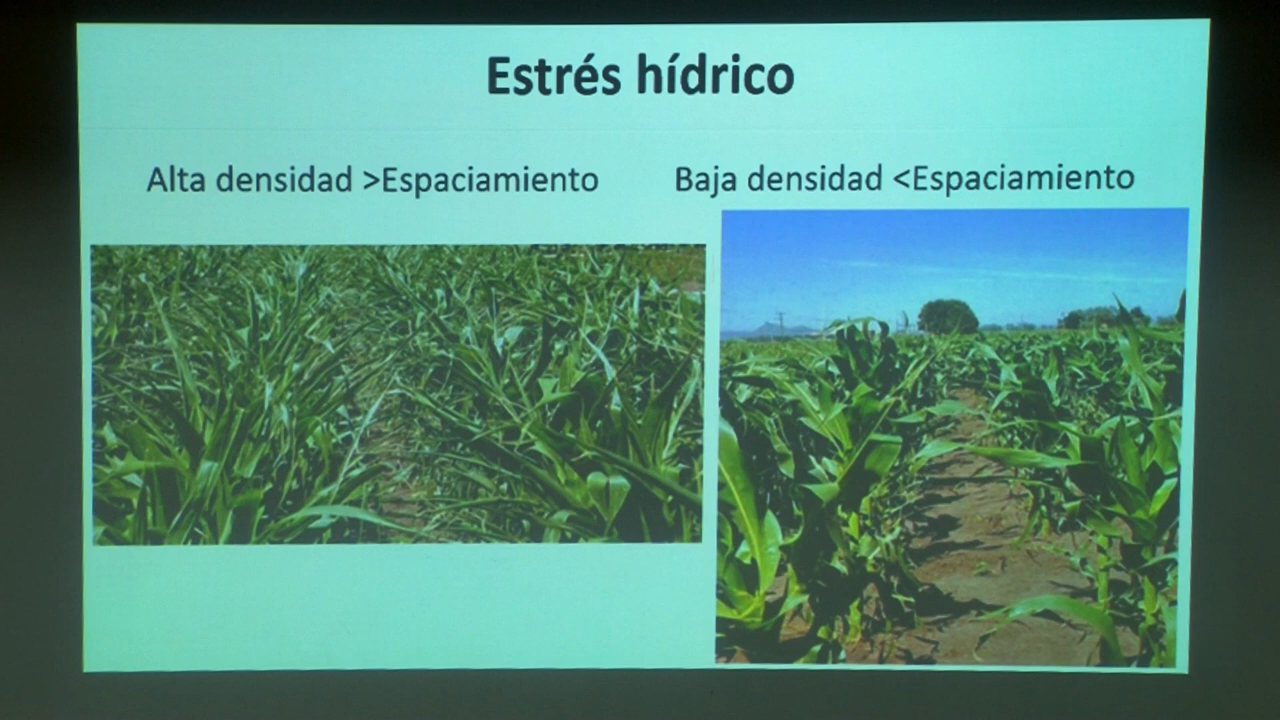 Estrés hídrico
Alta densidad >Espaciamiento
Baja densidad <Espaciamiento